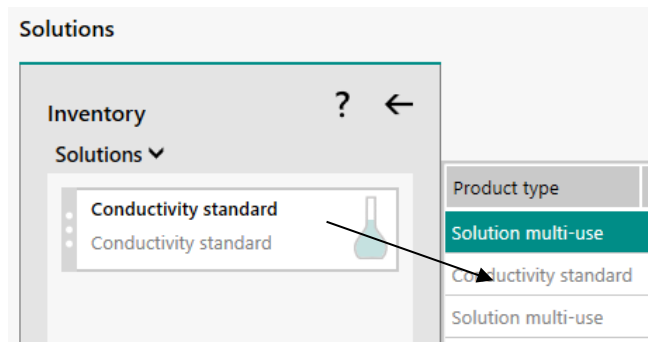 Solutions
Inventory ?
Solutions
Conductivity standard
Conductivity standard
Product type
Solution multi-use
Conductivity standard
Solution multi-use